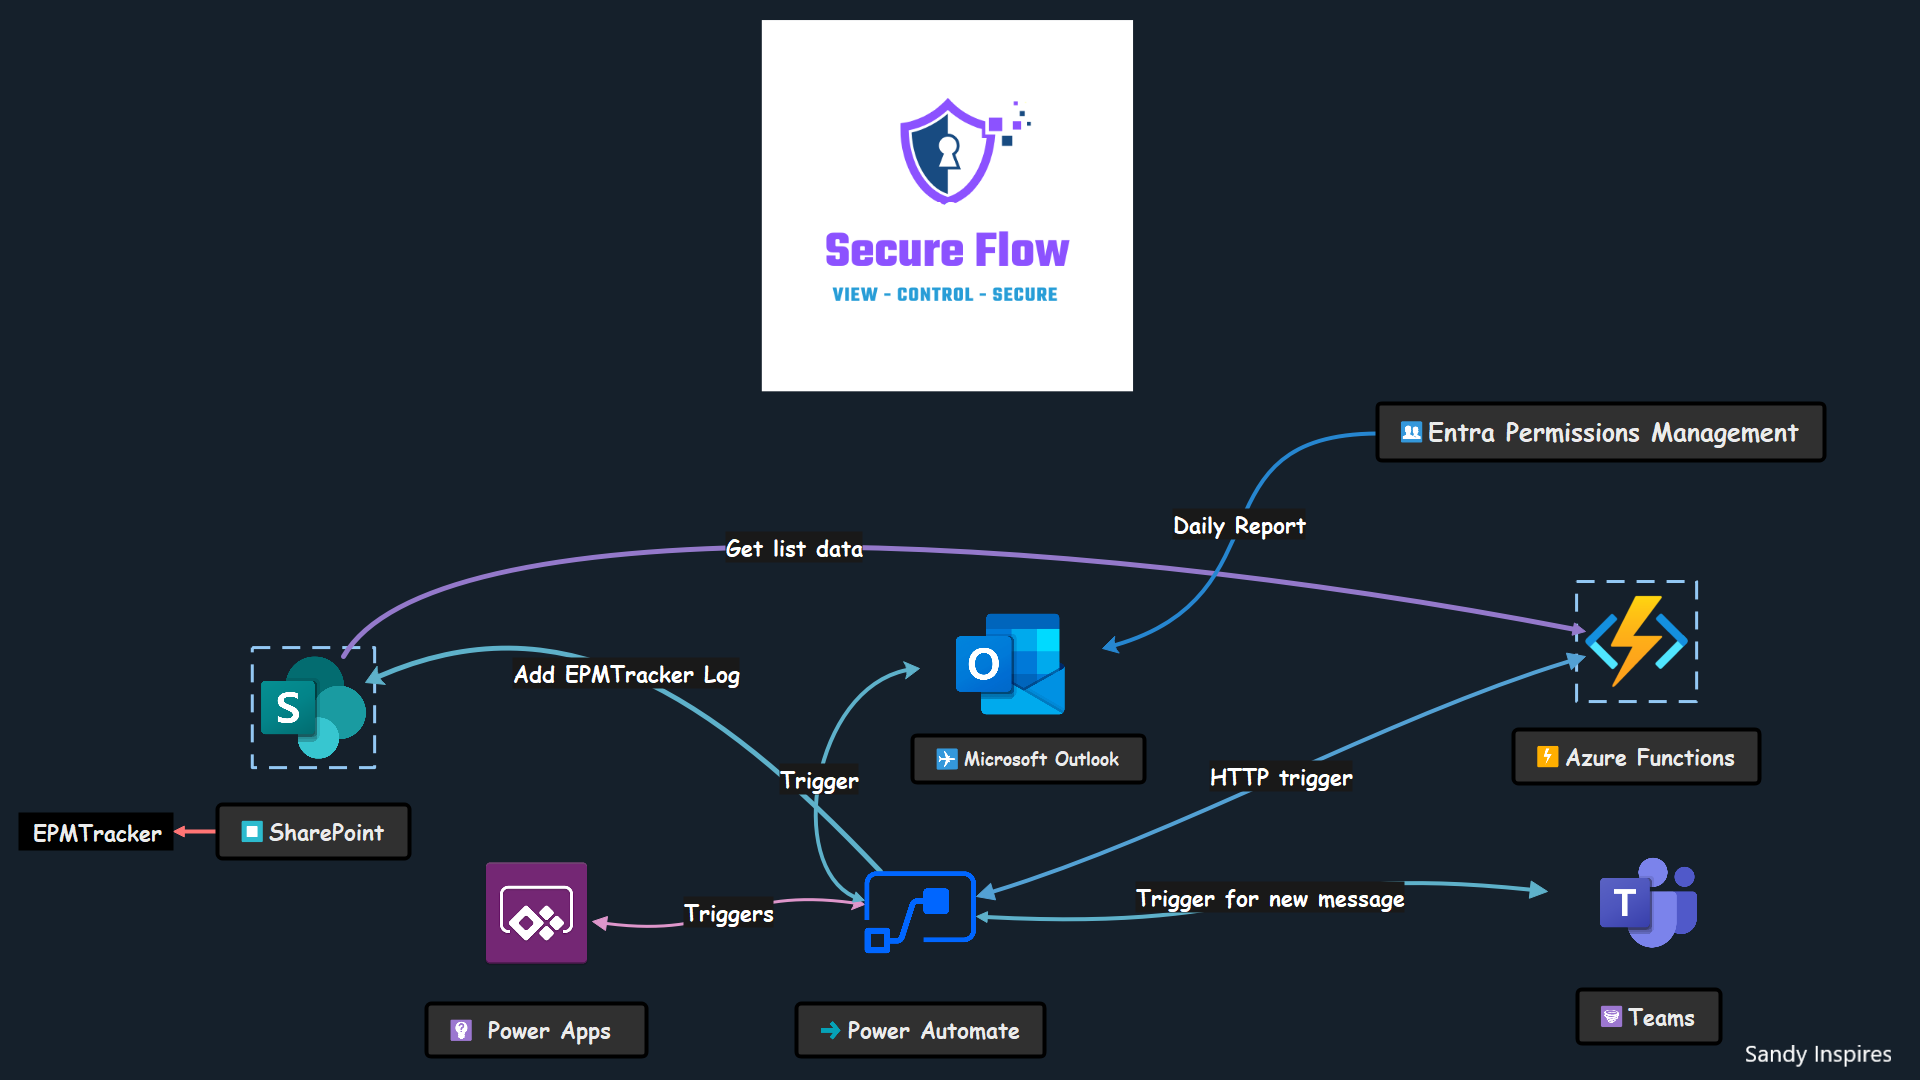 Secure Flow
VIEW - CONTROL - SECURE
Entra Permissions Management
Daily Report
Get list data
S
Add EPMTracker Log
O
Microsoft Outlook
Trigger
HTTP trigger
Azure Functions
EPMTracker
SharePoint
Triggers
Trigger for new message
T
Power Apps
Power Automate
Teams
Sandy Inspires